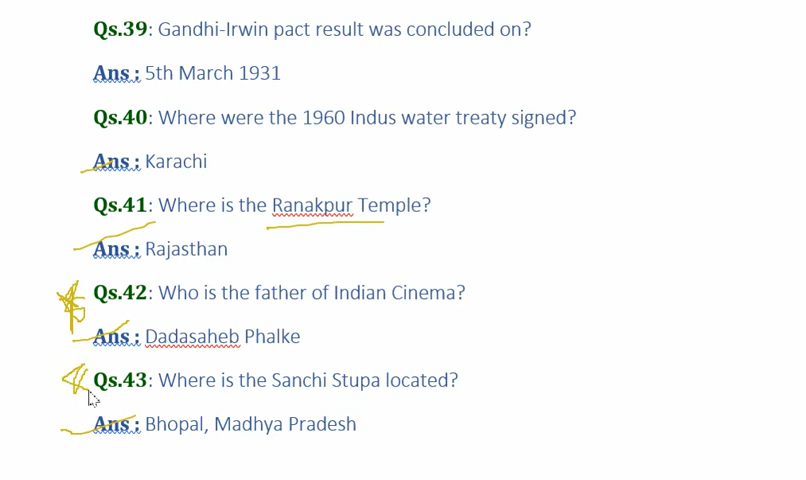 Qs.39: Gandhi-Irwin pact result was concluded on?
Ans : 5th March 1931
Qs.40: Where were the 1960 Indus water treaty signed?
Ans : Karachi
Qs.41: Where is the Ranakpur Temple?
Ans : Rajasthan
Qs.42: Who is the father of Indian Cinema?
Ans : Dadasaheb Phalke
Qs.43: Where is the Sanchi Stupa located?
Ans : Bhopal, Madhya Pradesh